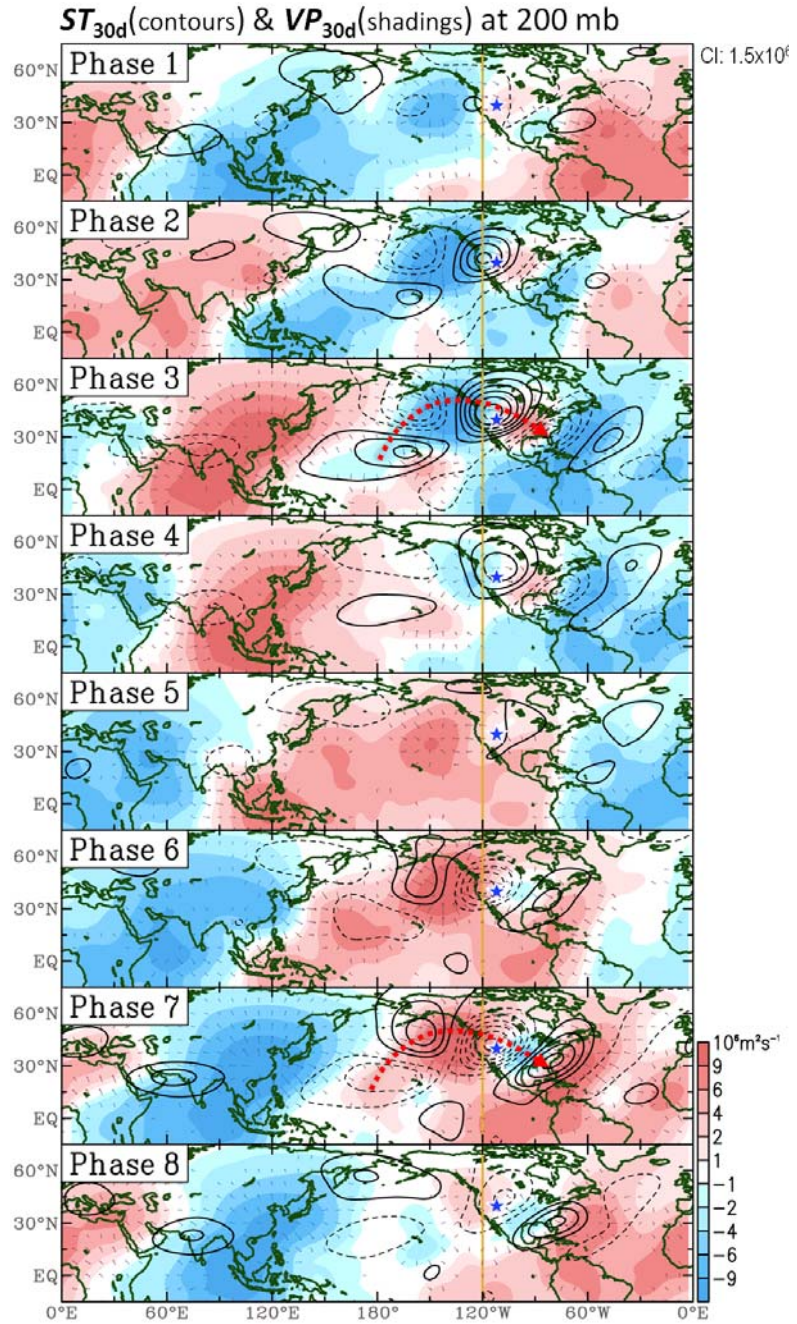 ST30d(contours) & VP30d(shadings) at 200 mb
CI: 1.5x10⁶
Phase 1
60°N
30°N
EQ
Phase 2
60°N
30°N
EQ
Phase 3
60°N
30°N
EQ
Phase 4
60°N
30°N
EQ
Phase 5
60°N
30°N
EQ
Phase 6
60°N
30°N
EQ
Phase 7
60°N
30°N
EQ
Phase 8
60°N
30°N
EQ
0°E 60°E 120°E 180° 120°W 60°W 0°E
10⁶m²s⁻¹
9
6
4
2
1
−1
−2
−4
−6
−9